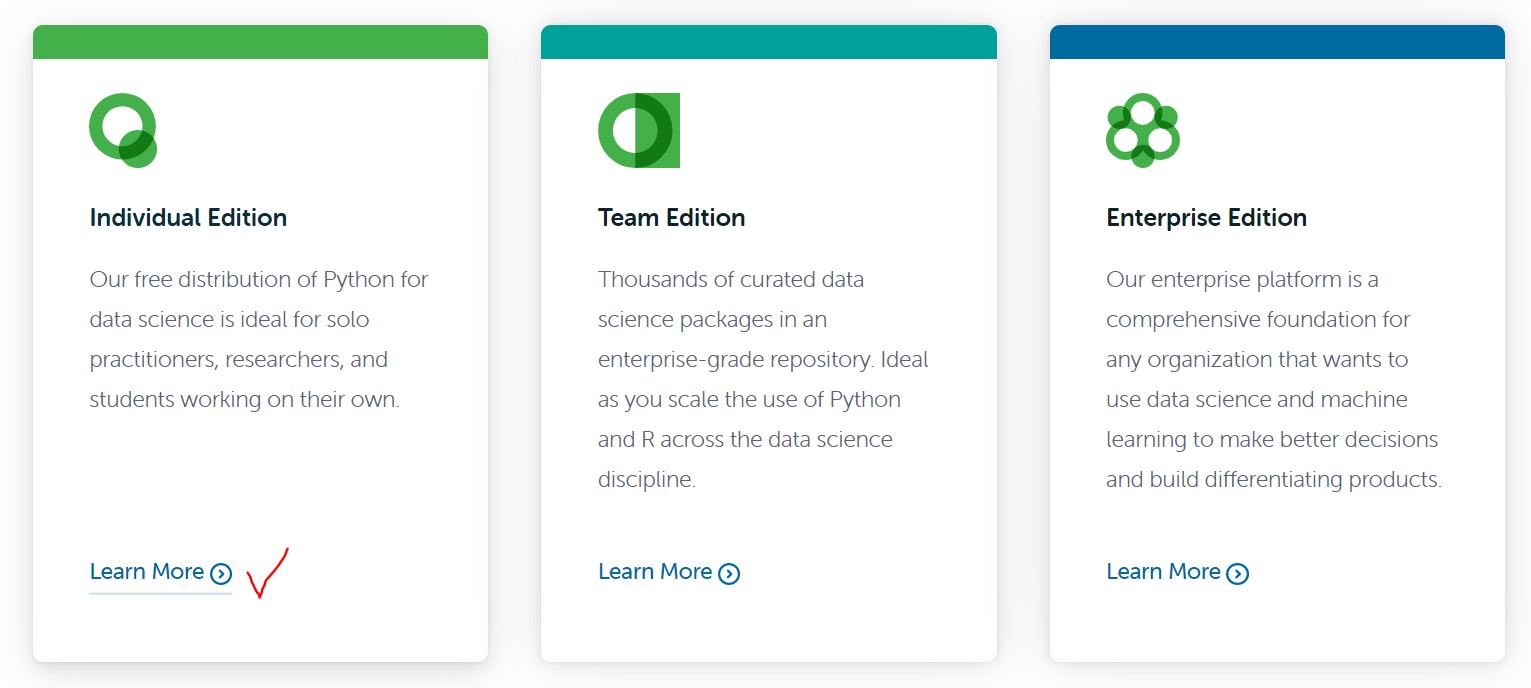 Individual Edition
Our free distribution of Python for
data science is ideal for solo
practitioners, researchers, and
students working on their own.
Learn More
Team Edition
Thousands of curated data
science packages in an
enterprise-grade repository. Ideal
as you scale the use of Python
and R across the data science
discipline.
Learn More
Enterprise Edition
Our enterprise platform is a
comprehensive foundation for
any organization that wants to
use data science and machine
learning to make better decisions
and build differentiating products.
Learn More